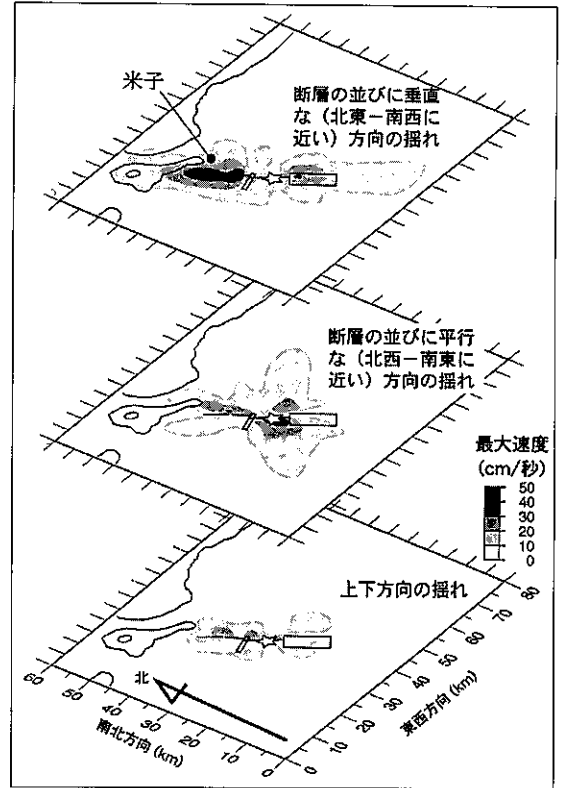 米子
断層の並びに垂直
な（北東－南西に
近い）方向の揺れ
断層の並びに平行
な（北西－南東に
近い）方向の揺れ
最大速度
(cm/秒)
50
40
30
20
10
0
上下方向の揺れ
北
60
50
40
30
20
10
0
南北方向(km)
0
10
20
30
40
50
60
70
80
東西方向(km)